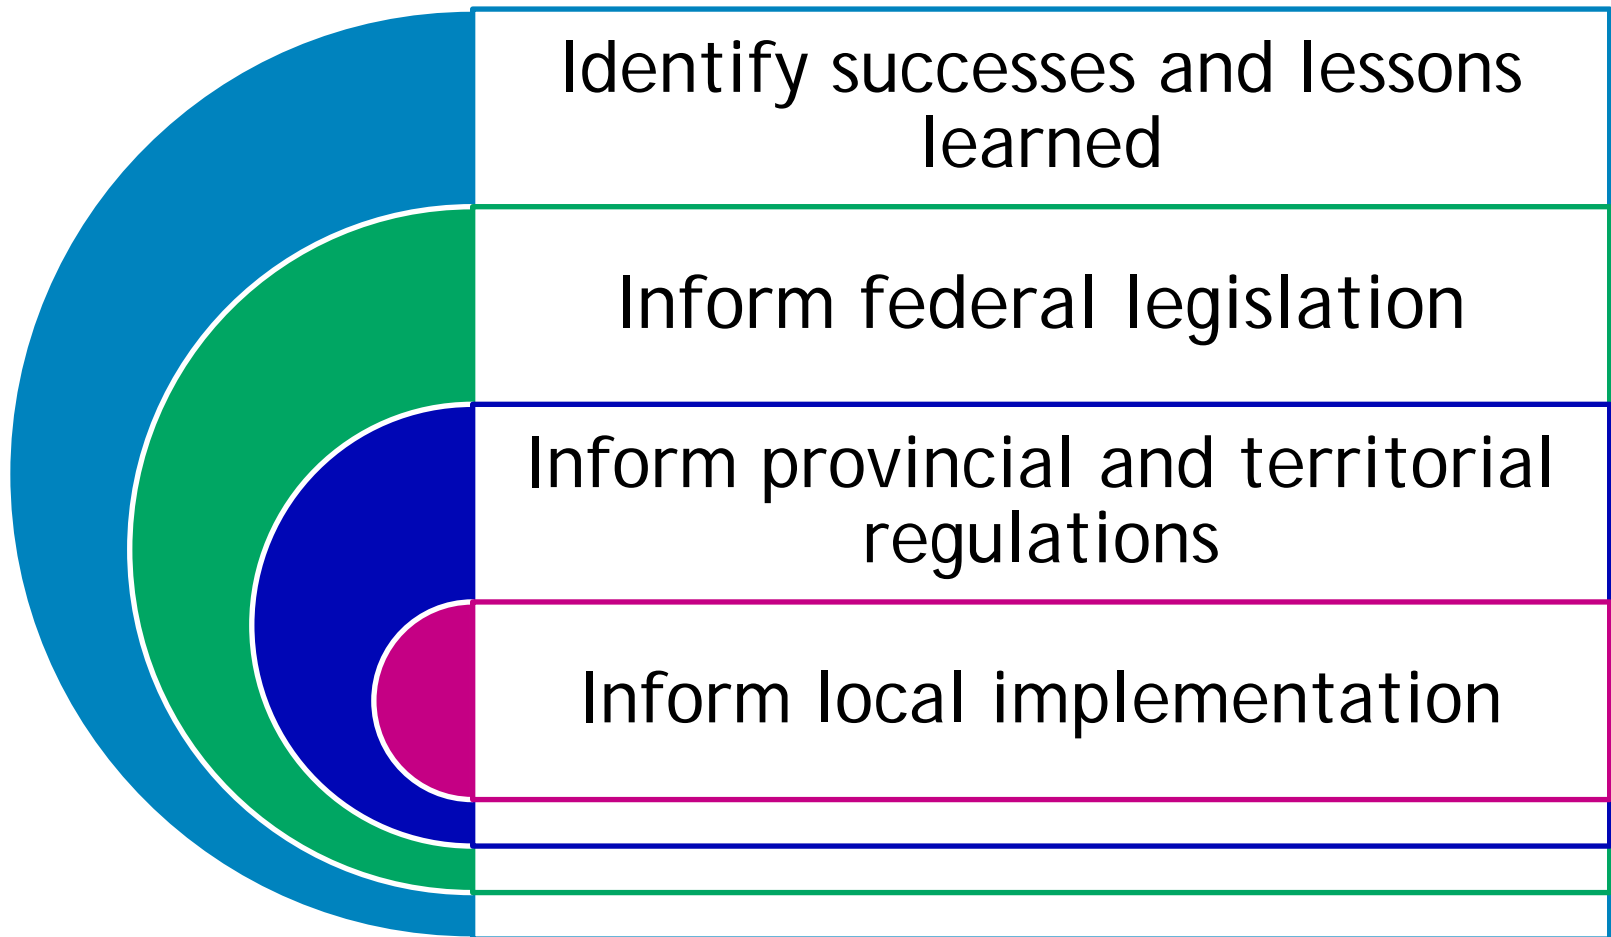 Identify successes and lessons
learned
Inform federal legislation
Inform provincial and territorial
regulations
Inform local implementation